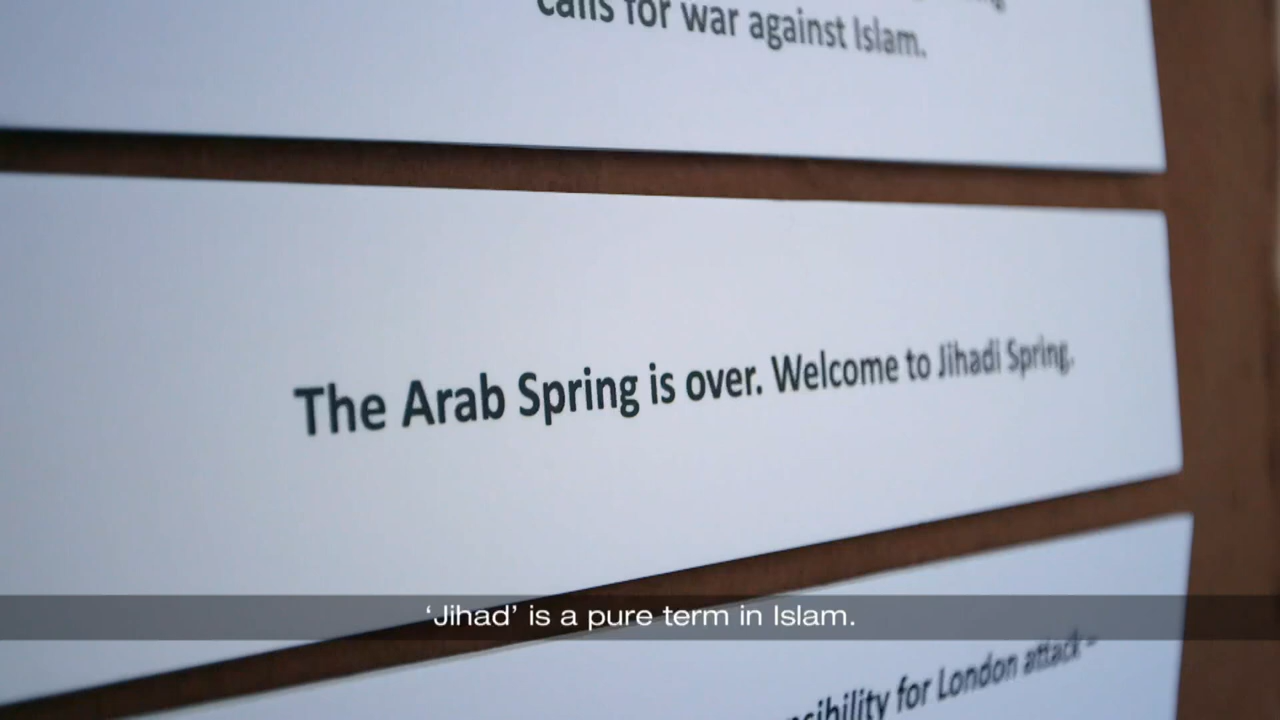 calls for war against Islam.
The Arab Spring is over. Welcome to Jihadi Spring.
‘Jihad’ is a pure term in Islam.
for London attack –